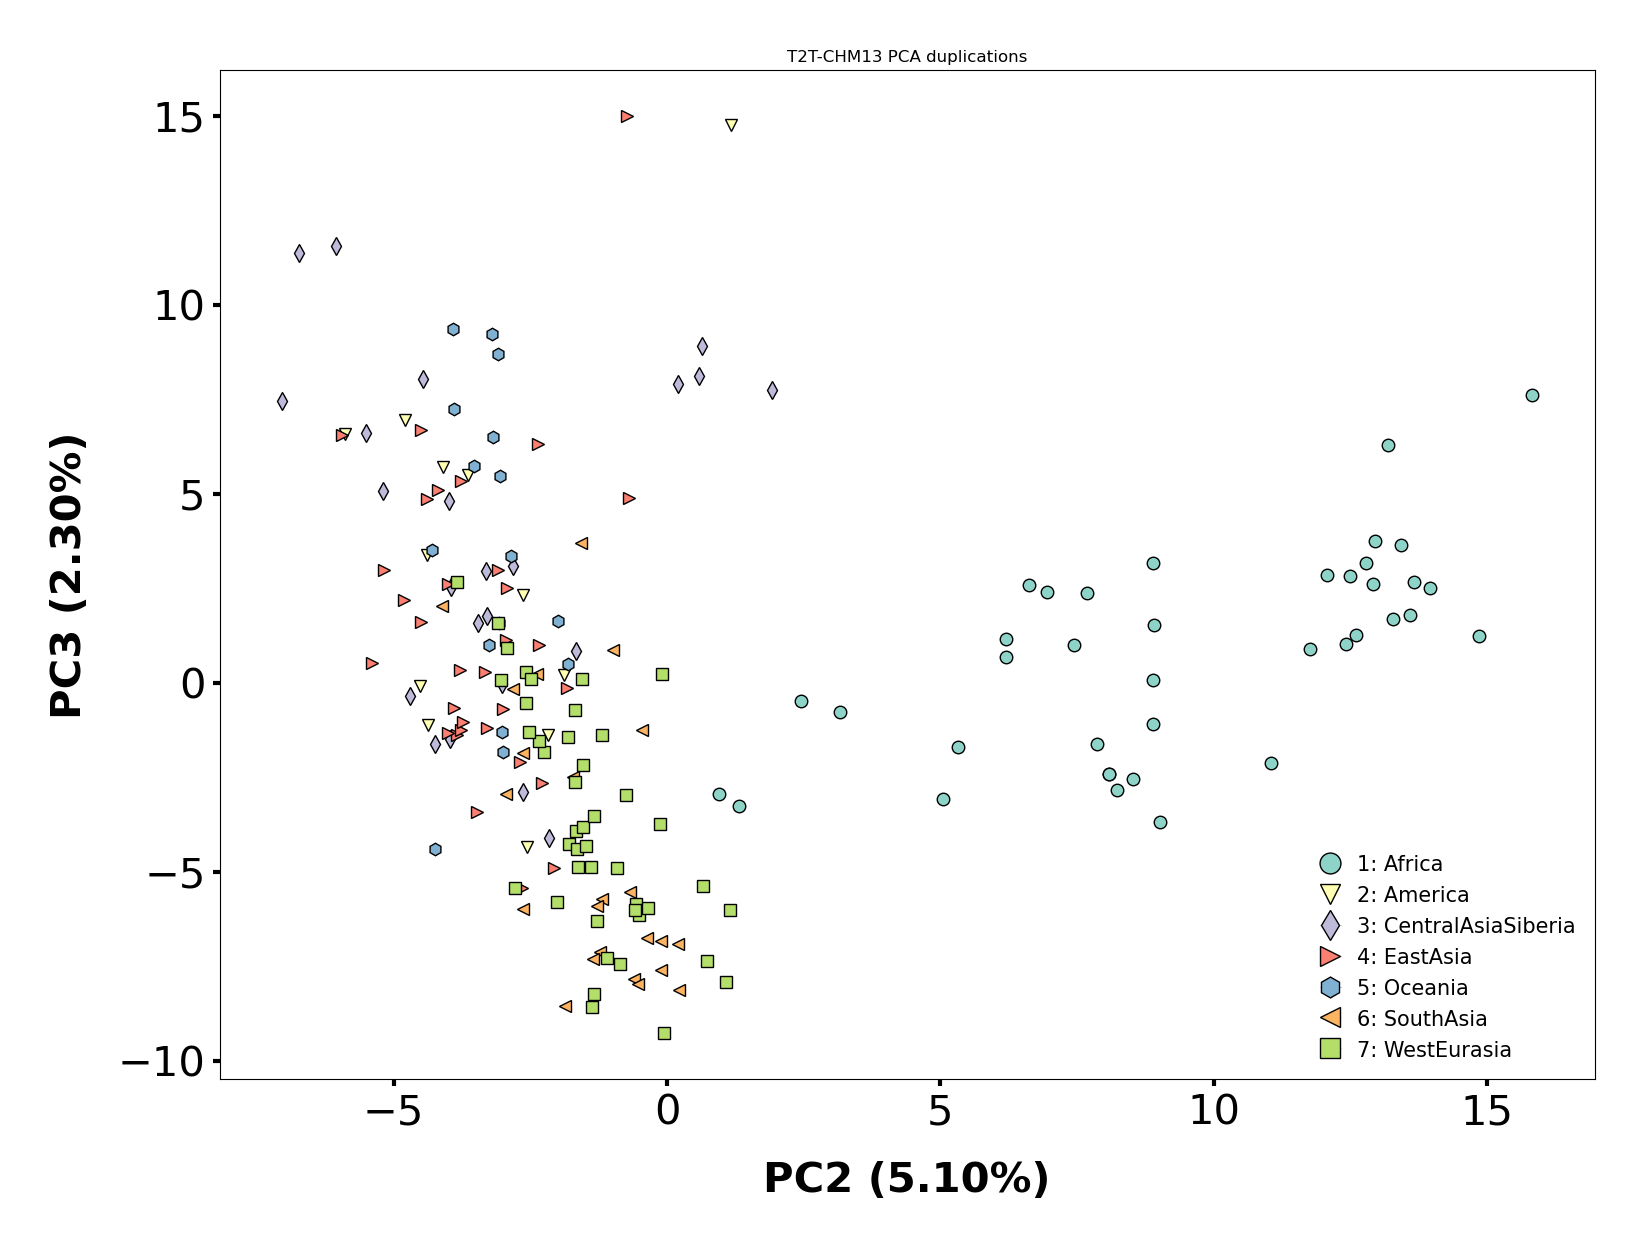 T2T-CHM13 PCA duplications
15
10
5
0
−5
−10
PC3 (2.30%)
−5 0 5 10 15
PC2 (5.10%)
1: Africa
2: America
3: CentralAsiaSiberia
4: EastAsia
5: Oceania
6: SouthAsia
7: WestEurasia